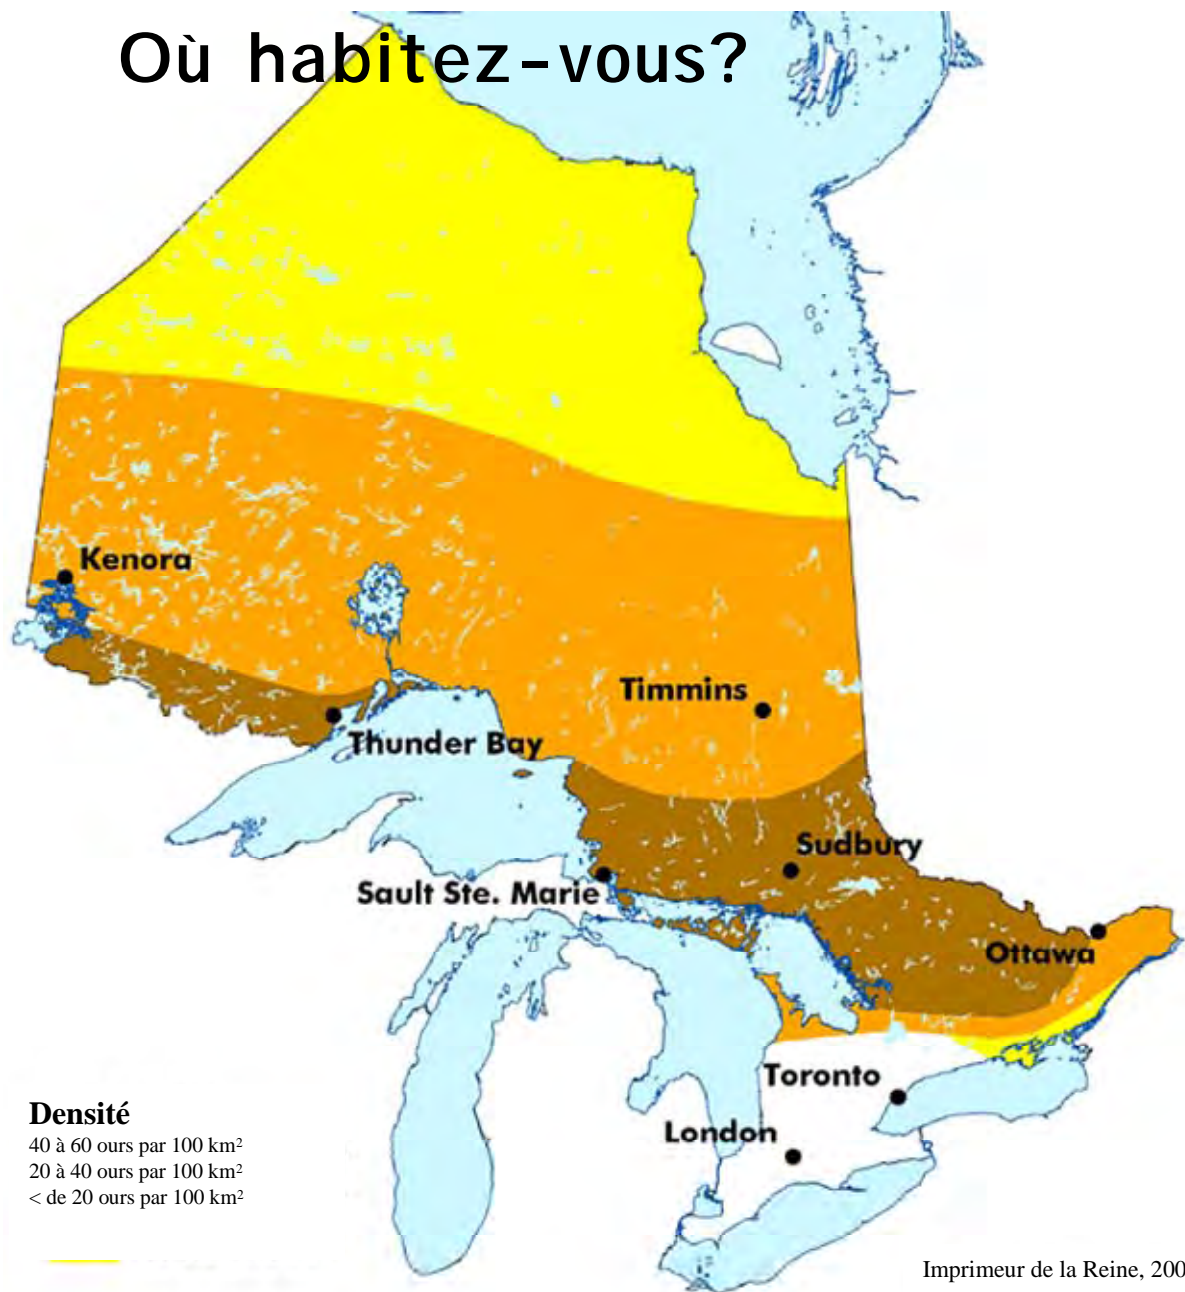 Où habitez-vous?
Kenora
Timmins
Thunder Bay
Sudbury
Sault Ste. Marie
Ottawa
Toronto
London
Densité
40 à 60 ours par 100 km²
20 à 40 ours par 100 km²
< de 20 ours par 100 km²
Imprimeur de la Reine, 200